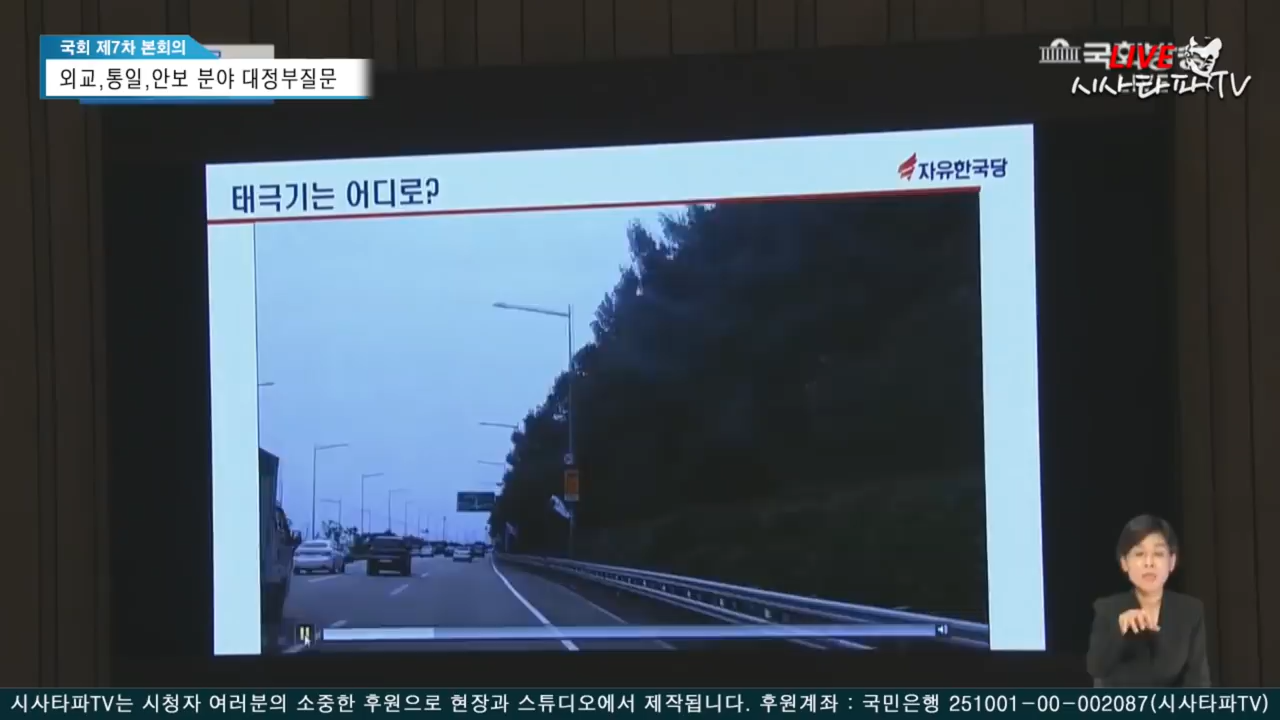 국회 제7차 본회의
외교,통일,안보 분야 대정부질문
LIVE
시사타파TV
태극기는 어디로?
자유한국당
시사타파TV는 시청자 여러분의 소중한 후원으로 현장과 스튜디오에서 제작됩니다. 후원계좌 : 국민은행 251001-00-002087(시사타파TV)